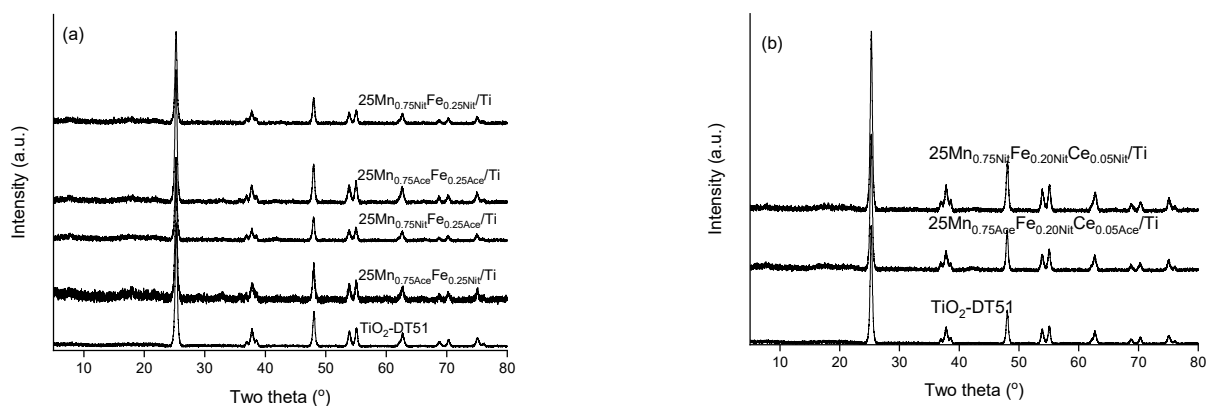 (a)
25Mn0.75NitFe0.25Nit/Ti
25Mn0.75AceFe0.25Ace/Ti
25Mn0.75NitFe0.25Ace/Ti
25Mn0.75AceFe0.25Nit/Ti
TiO2-DT51
Intensity (a.u.)
10 20 30 40 50 60 70 80
Two theta (o)
(b)
25Mn0.75NitFe0.20NitCe0.05Nit/Ti
25Mn0.75AceFe0.20NitCe0.05Ace/Ti
TiO2-DT51
Intensity (a.u.)
10 20 30 40 50 60 70 80
Two theta (o)